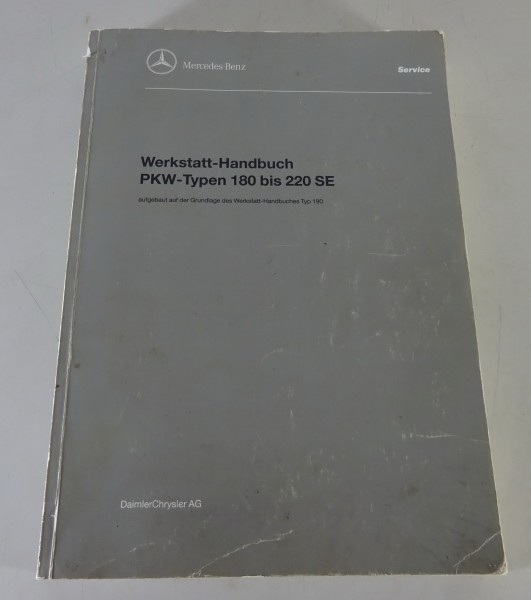 Mercedes-Benz
Service
Werkstatt-Handbuch
PKW-Typen 180 bis 220 SE
aufgebaut auf der Grundlage des Werkstatt-Handbuches Typ 190
DaimlerChrysler AG